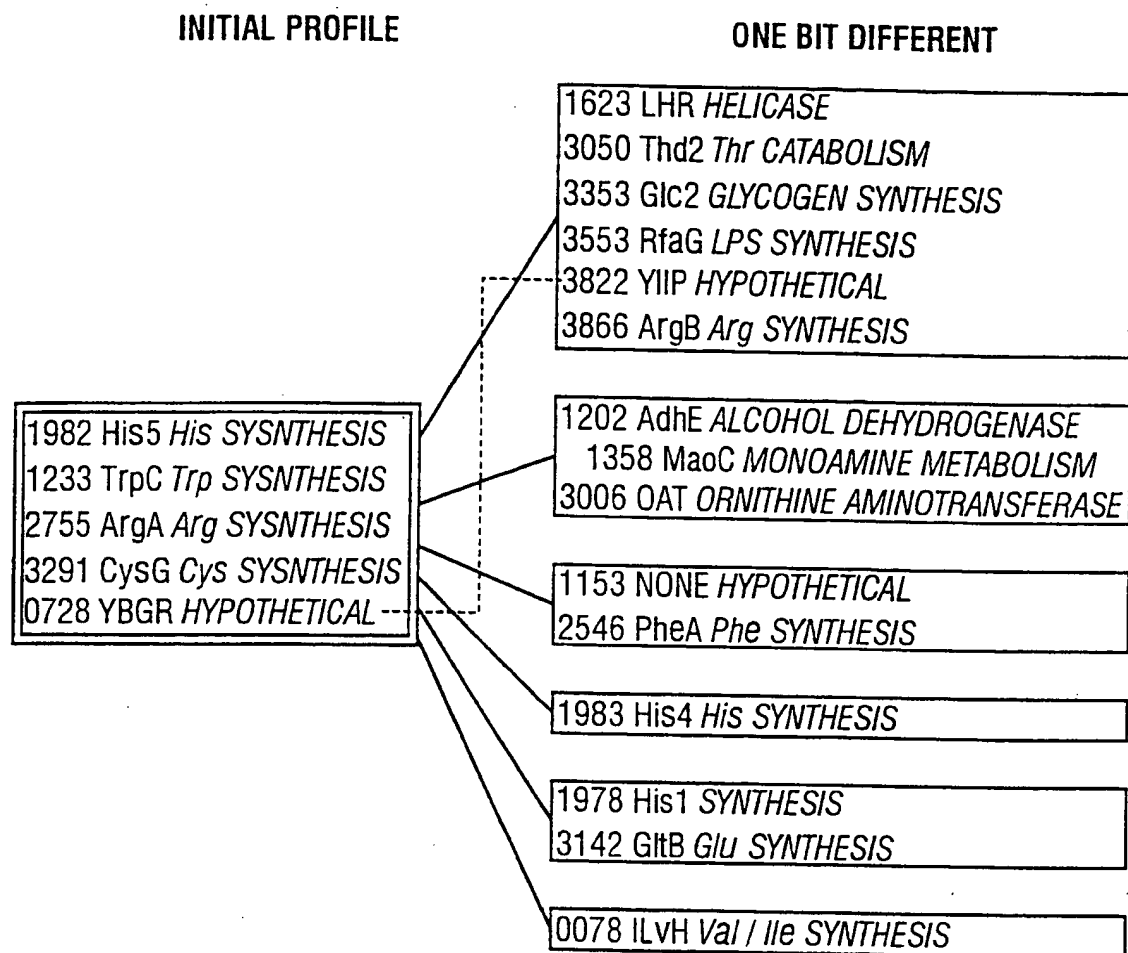 INITIAL PROFILE
ONE BIT DIFFERENT
1623 LHR HELICASE
3050 Thd2 Thr CATABOLISM
3353 Glc2 GLYCOGEN SYNTHESIS
3553 RfaG LPS SYNTHESIS
3822 YIIP HYPOTHETICAL
3866 ArgB Arg SYNTHESIS
1982 His5 His SYSNTHESIS
1233 TrpC Trp SYSNTHESIS
2755 ArgA Arg SYSNTHESIS
3291 CysG Cys SYSNTHESIS
0728 YBGR HYPOTHETICAL
1202 AdhE ALCOHOL DEHYDROGENASE
1358 MaoC MONOAMINE METABOLISM
3006 OAT ORNITHINE AMINOTRANSFERASE
1153 NONE HYPOTHETICAL
2546 PheA Phe SYNTHESIS
1983 His4 His SYNTHESIS
1978 His1 SYNTHESIS
3142 GltB Glu SYNTHESIS
0078 ILvH Val / Ile SYNTHESIS